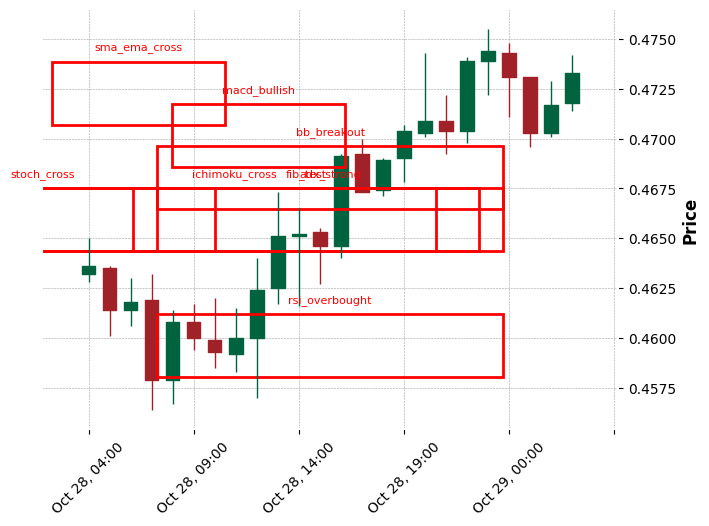 sma_ema_cross
macd_bullish
bb_breakout
stoch_cross
ichimoku_cross
rsi_overbought
0.4750
0.4725
0.4700
0.4675
0.4650
0.4625
0.4600
0.4575
Price
Oct 28, 04:00
Oct 28, 09:00
Oct 28, 14:00
Oct 28, 19:00
Oct 29, 00:00